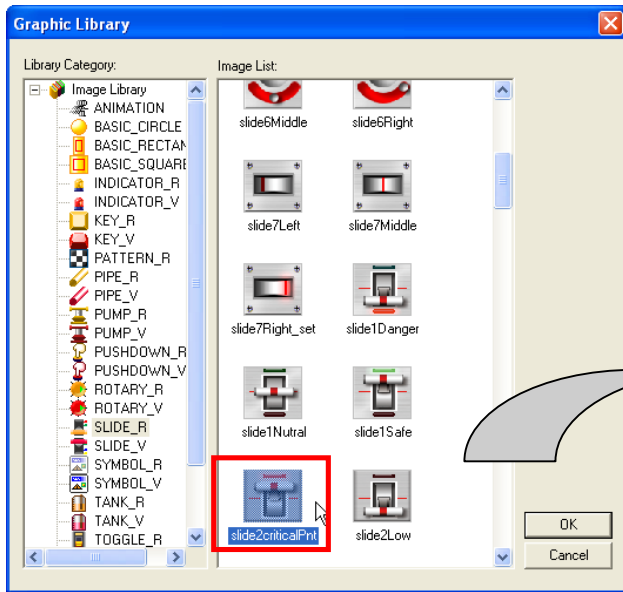 Graphic Library
Library Category:
Image Library
ANIMATION
BASIC_CIRCLE
BASIC_RECTAN
BASIC_SQUARE
INDICATOR_R
INDICATOR_V
KEY_R
KEY_V
PATTERN_R
PIPE_R
PIPE_V
PUMP_R
PUMP_V
PUSHDOWN_R
PUSHDOWN_V
ROTARY_R
ROTARY_V
SLIDE_R
SLIDE_V
SYMBOL_R
SYMBOL_V
TANK_R
TANK_V
TOGGLE_R
Image List:
slide6Middle slide6Right
slide7Left slide7Middle
slide7Right_set slide1Danger
slide1Nutral slide1Safe
slide2criticalPnt slide2Low
OK
Cancel